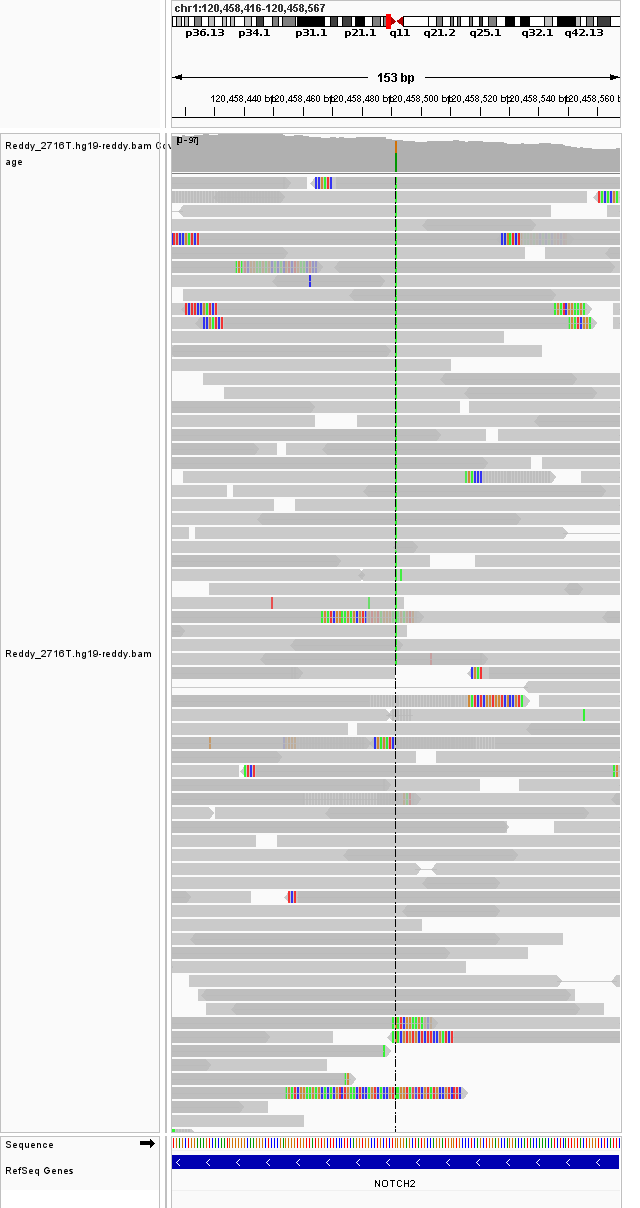 chr1:120,458,416-120,458,567
p36.13 p34.1 p31.1 p21.1 q11 q21.2 q25.1 q32.1 q42.13
153 bp
120,458,440 bp 120,458,460 bp 120,458,480 bp 120,458,500 bp 120,458,520 bp 120,458,540 bp 120,458,560 b
Reddy_2716T.hg19-reddy.bam Cov
age
[0 - 97]
Reddy_2716T.hg19-reddy.bam
Sequence
RefSeq Genes
NOTCH2